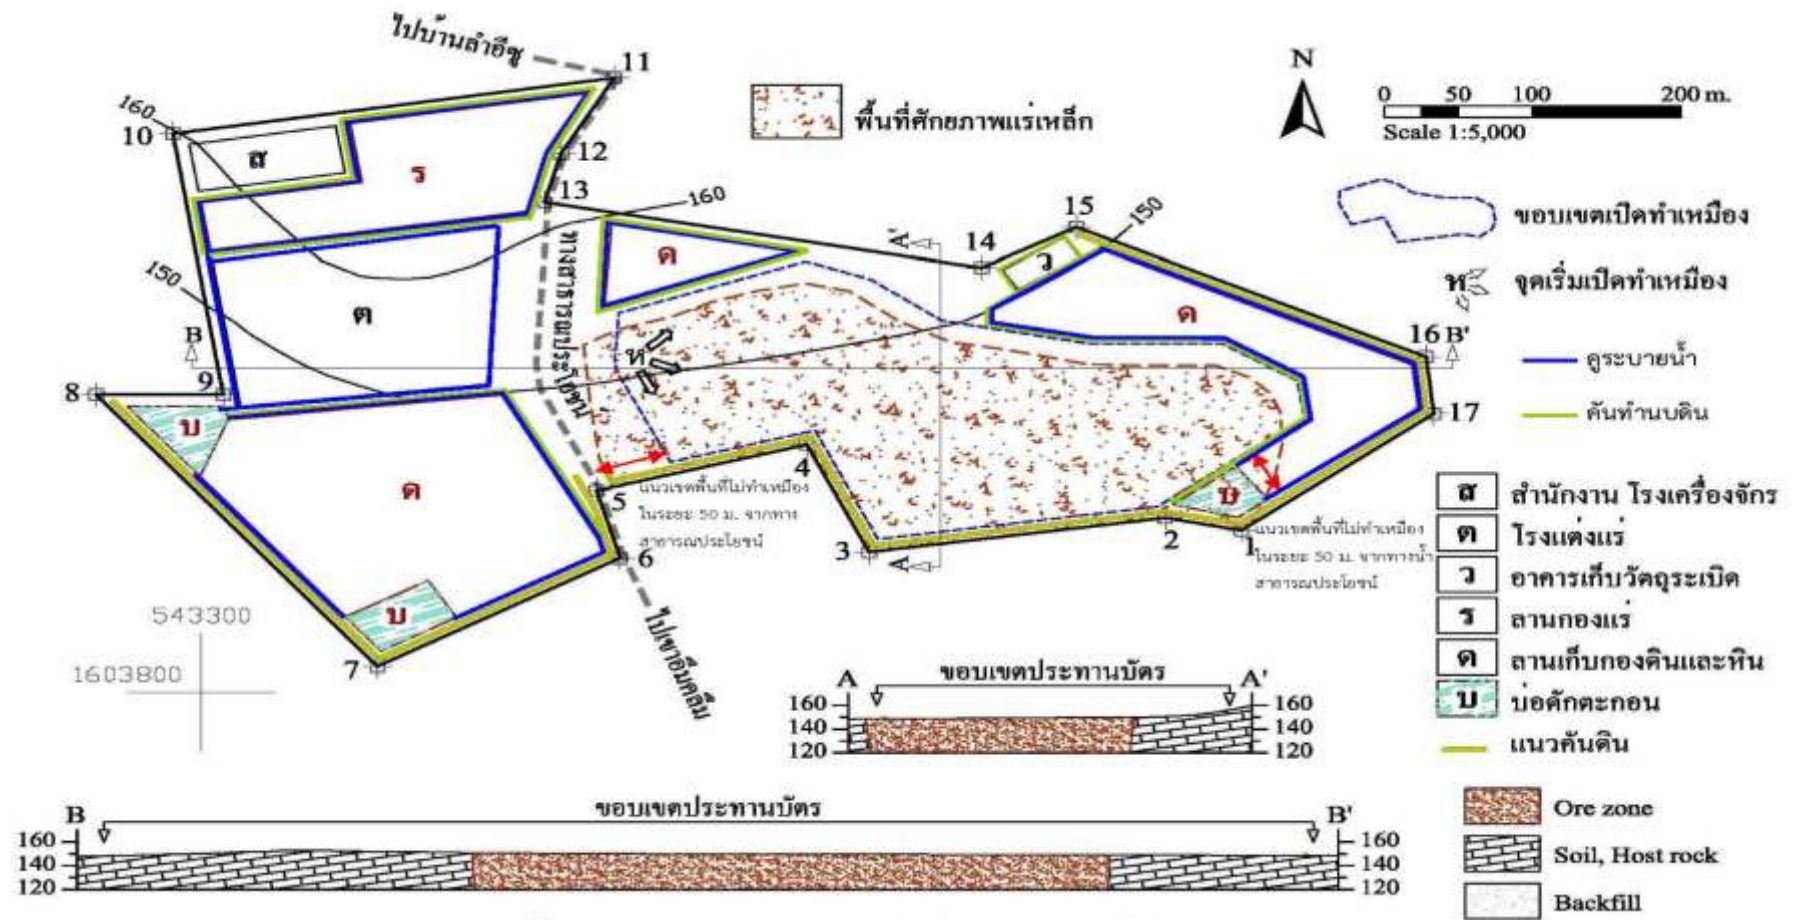 ไปบ้านลำอีซู
11
N
160
10
พื้นที่ศักยภาพแร่เหล็ก
0 50 100 200 m.
Scale 1:5,000
ส
ร
12
13
160
15
150
ขอบเขตเปิดทำเหมือง
A'
14
ว
ทางสาธารณประโยชน์
ด
150
ต
ห
จุดเริ่มเปิดทำเหมือง
ด
B
16 B'
คูระบายน้ำ
8
9
บ
17
คันทำนบดิน
4
ด
5
แนวเขตพื้นที่ไม่ทำเหมือง
ในระยะ 50 ม. จากทาง
สาธารณประโยชน์
บ
2
1
แนวเขตพื้นที่ไม่ทำเหมือง
ในระยะ 50 ม. จากทางน้ำ
สาธารณประโยชน์
3
A
6
ส สำนักงาน โรงเครื่องจักร
ต โรงแต่งแร่
ว อาคารเก็บวัตถุระเบิด
ร ลานกองแร่
ด ลานเก็บกองดินและหิน
บ บ่อดักตะกอน
แนวคันดิน
บ
7
543300
1603800
ไปเขาอีมคลึม
A ขอบเขตประทานบัตร A'
160 160
140 140
120 120
B ขอบเขตประทานบัตร B'
160 160
140 140
120 120
Ore zone
Soil, Host rock
Backfill